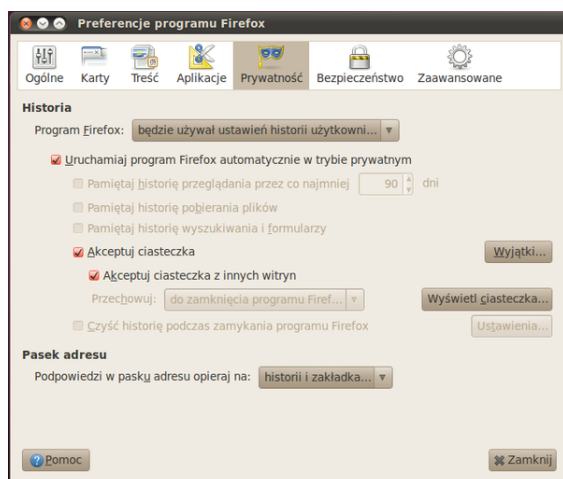 Preferencje programu Firefox
Ogólne Karty Treść Aplikacje Prywatność Bezpieczeństwo Zaawansowane
Historia
Program Firefox: będzie używał ustawień historii użytkowni...
Uruchamiaj program Firefox automatycznie w trybie prywatnym
Pamiętaj historię przeglądania przez co najmniej 90 dni
Pamiętaj historię pobierania plików
Pamiętaj historię wyszukiwania i formularzy
Akceptuj ciasteczka Wyjątki...
Akceptuj ciasteczka z innych witryn
Przechowuj: do zamknięcia programu Firef... Wyświetl ciasteczka...
Czyść historię podczas zamykania programu Firefox Ustawienia...
Pasek adresu
Podpowiedzi w pasku adresu opieraj na: historii i zakładka...
Pomoc Zamknij